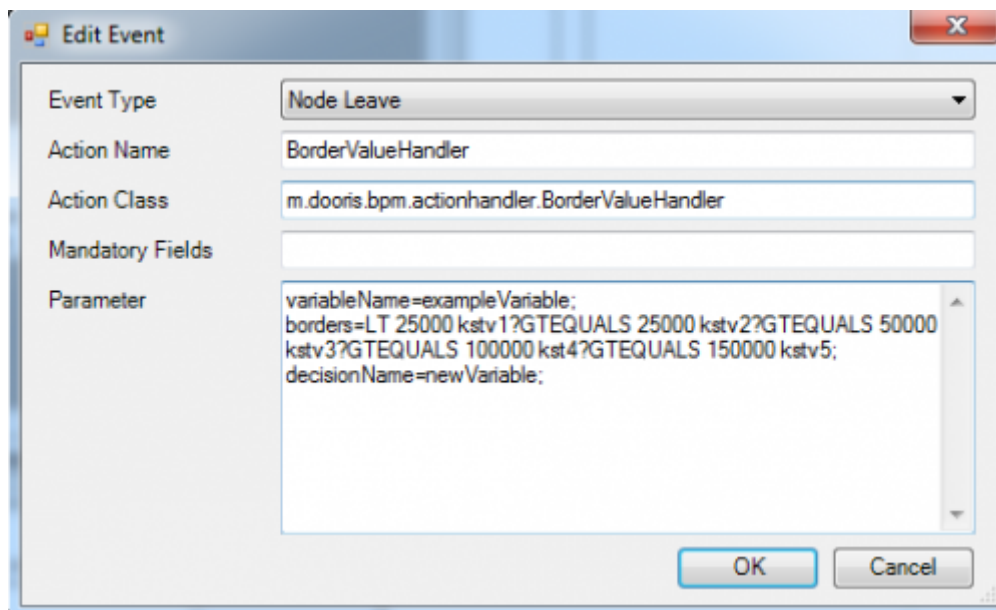 Edit Event
Event Type
Node Leave
Action Name
BorderValueHandler
Action Class
m.dooris.bpm.actionhandler.BorderValueHandler
Mandatory Fields
Parameter
variableName=exampleVariable;
borders=LT 25000 kstv1?GTEQUALS 25000 kstv2?GTEQUALS 50000
kstv3?GTEQUALS 100000 kst4?GTEQUALS 150000 kstv5;
decisionName=newVariable;
OK
Cancel